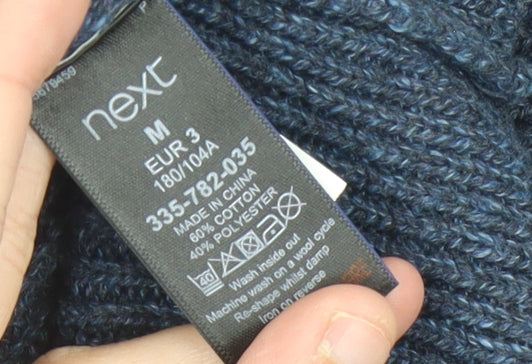 next
M
EUR 3
180/104A
335-782-035
MADE IN CHINA
60% COTTON
40% POLYESTER
40
Wash inside out
Machine wash on a wool cycle
Re-shape whilst damp
Iron on reverse